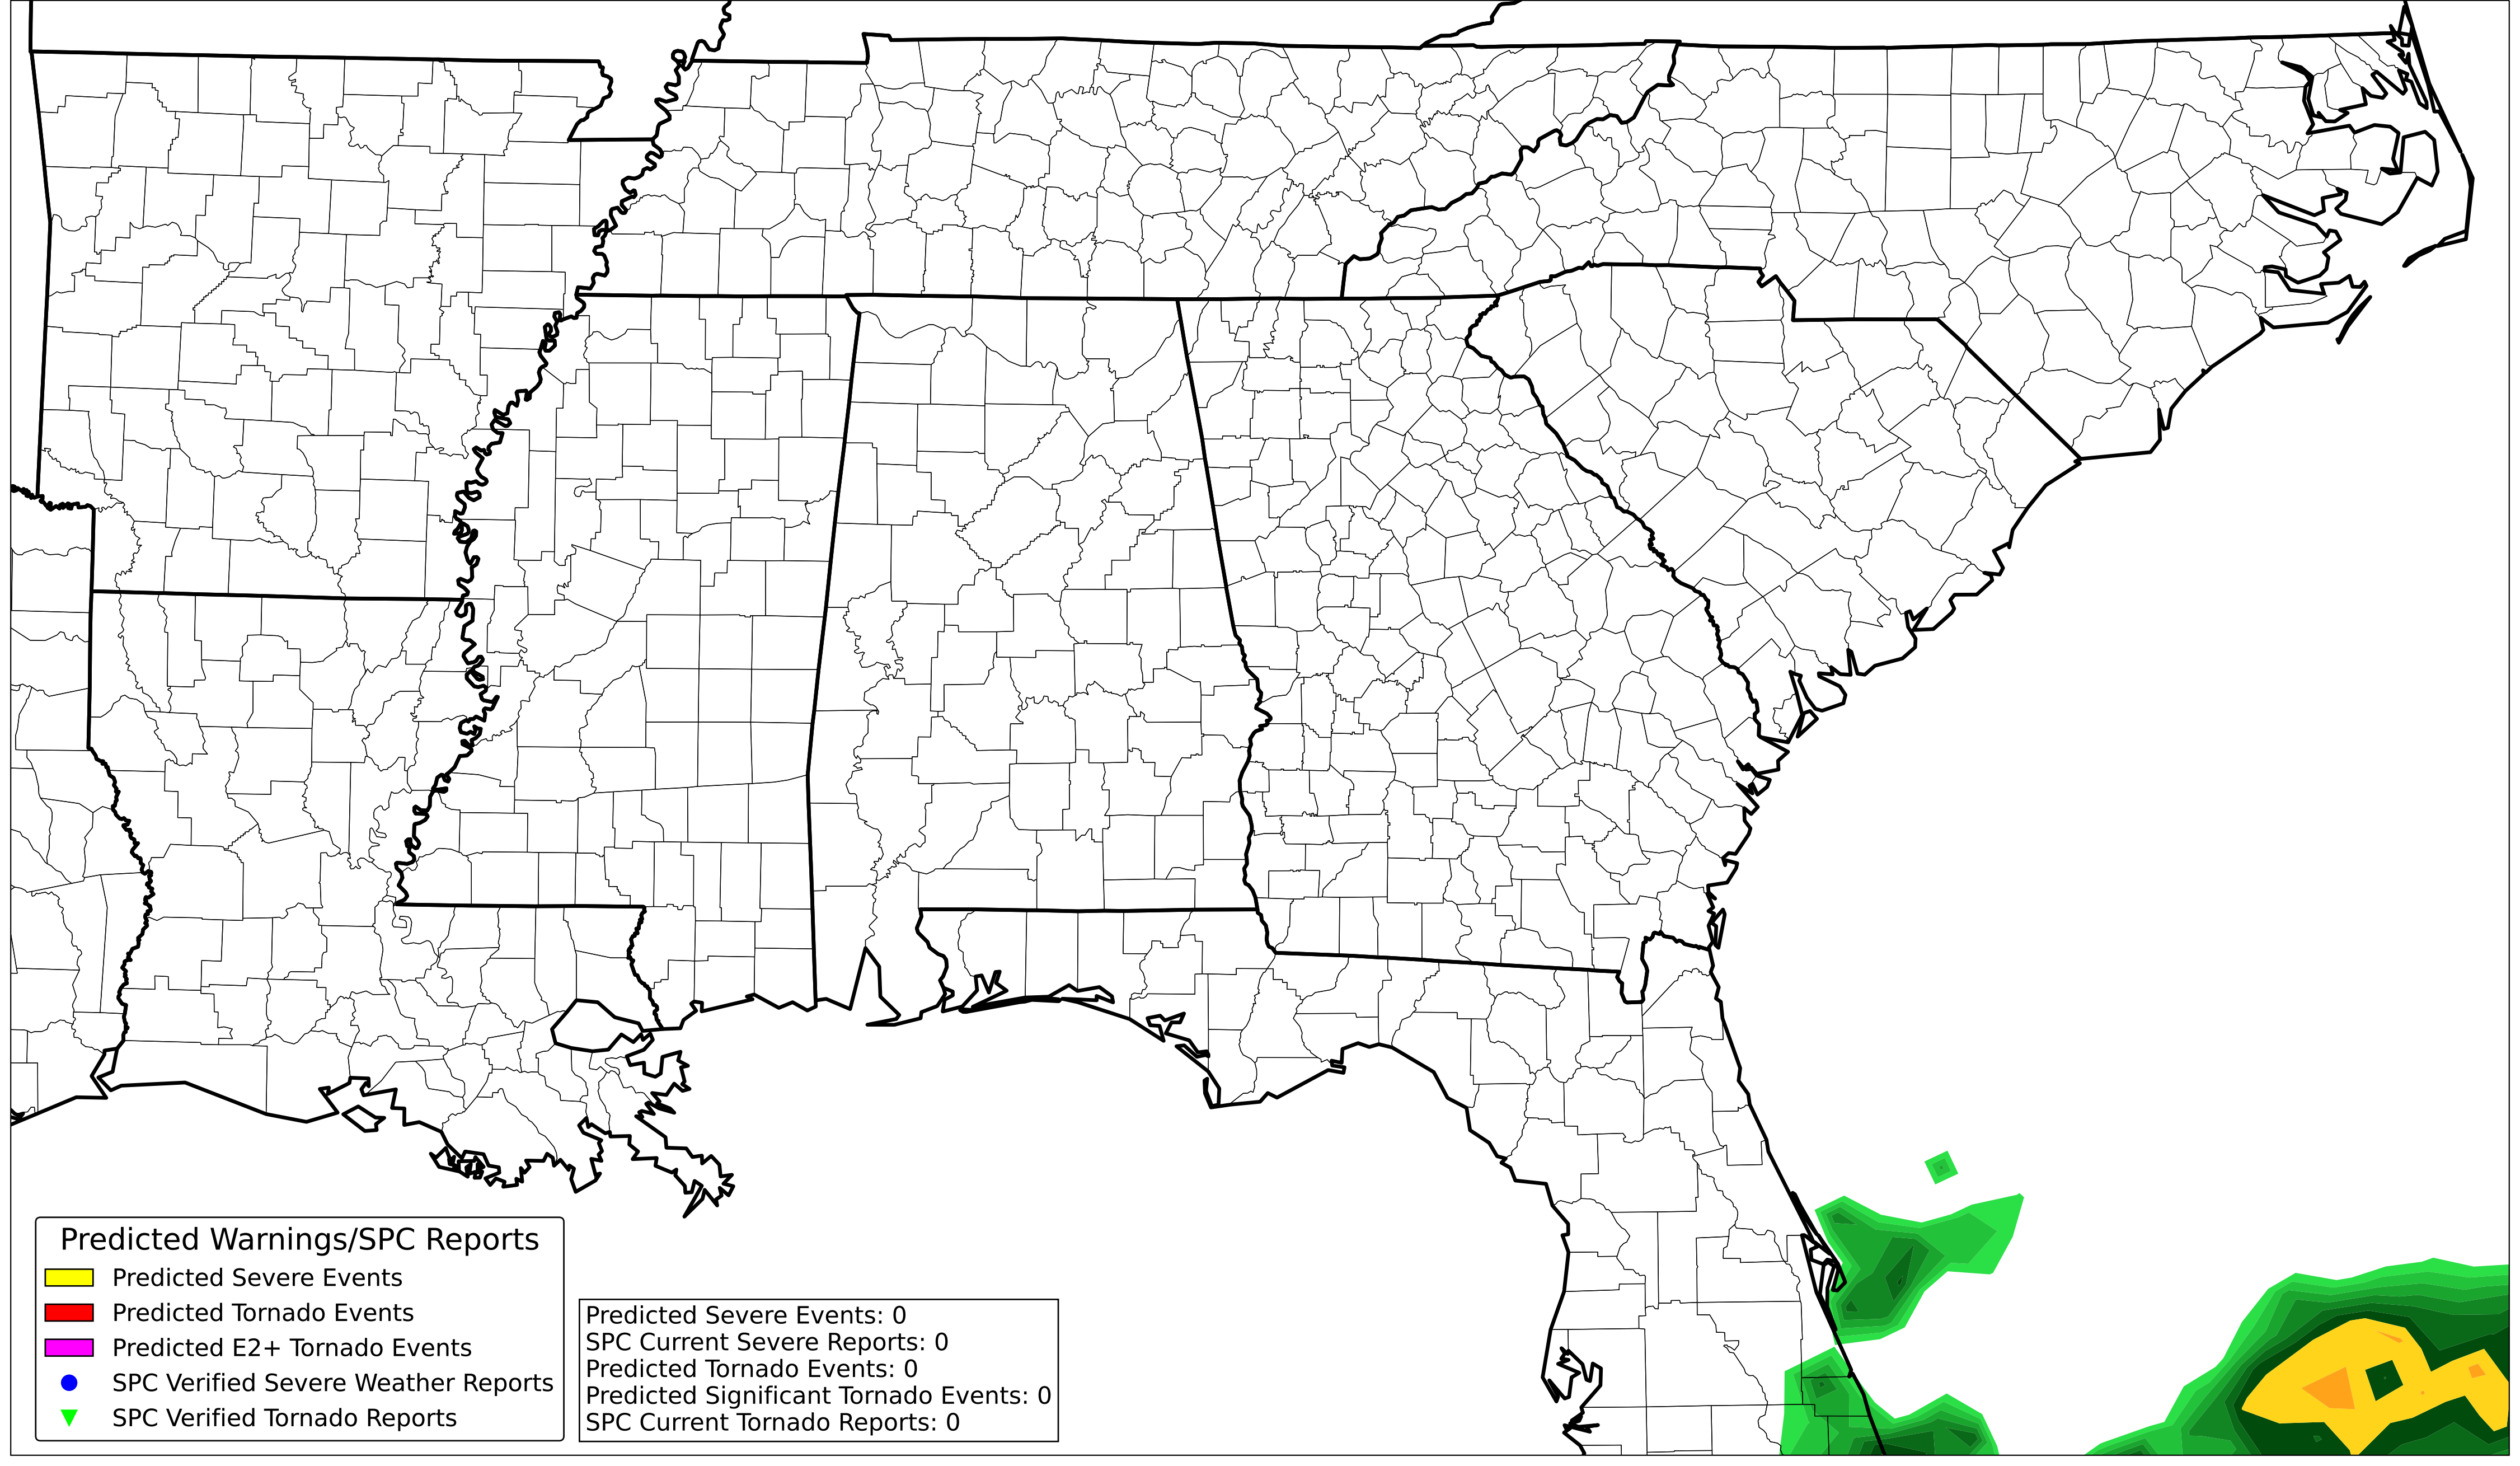 Predicted Warnings/SPC Reports
Predicted Severe Events
Predicted Tornado Events
Predicted E2+ Tornado Events
SPC Verified Severe Weather Reports
SPC Verified Tornado Reports
Predicted Severe Events: 0
SPC Current Severe Reports: 0
Predicted Tornado Events: 0
Predicted Significant Tornado Events: 0
SPC Current Tornado Reports: 0